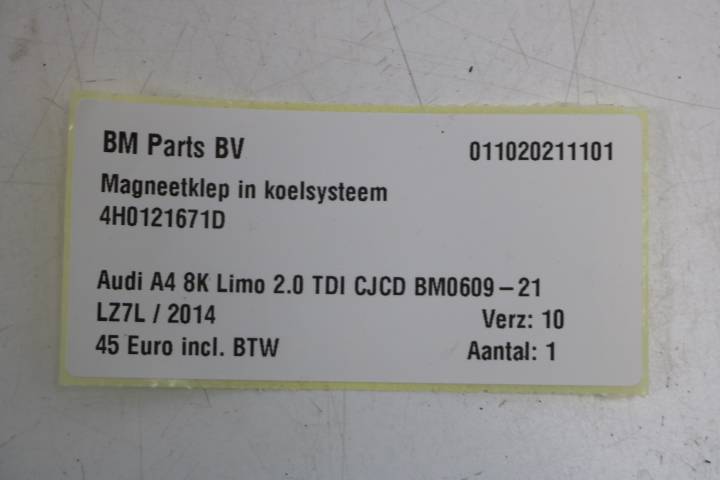 BM Parts BV 011020211101
Magneetklep in koelsysteem
4H0121671D
Audi A4 8K Limo 2.0 TDI CJCD BM0609-21
LZ7L / 2014 Verz: 10
45 Euro incl. BTW Aantal: 1